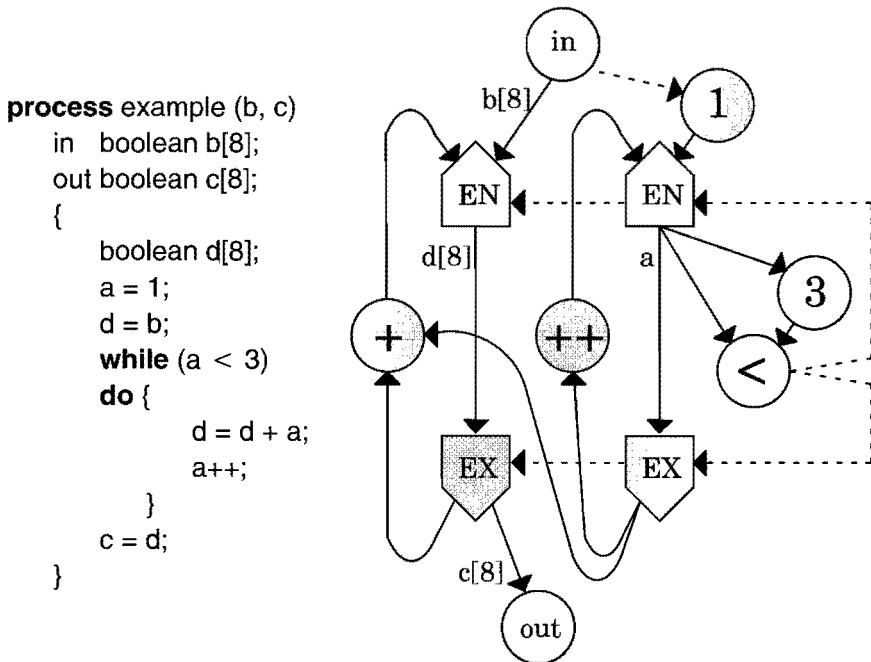 process example (b, c)
in boolean b[8];
out boolean c[8];
{
boolean d[8];
a = 1;
d = b;
while (a < 3)
do {
d = d + a;
a++;
}
c = d;
}
in
b[8]
1
EN
EN
d[8]
a
3
+
++
<
EX
EX
c[8]
out